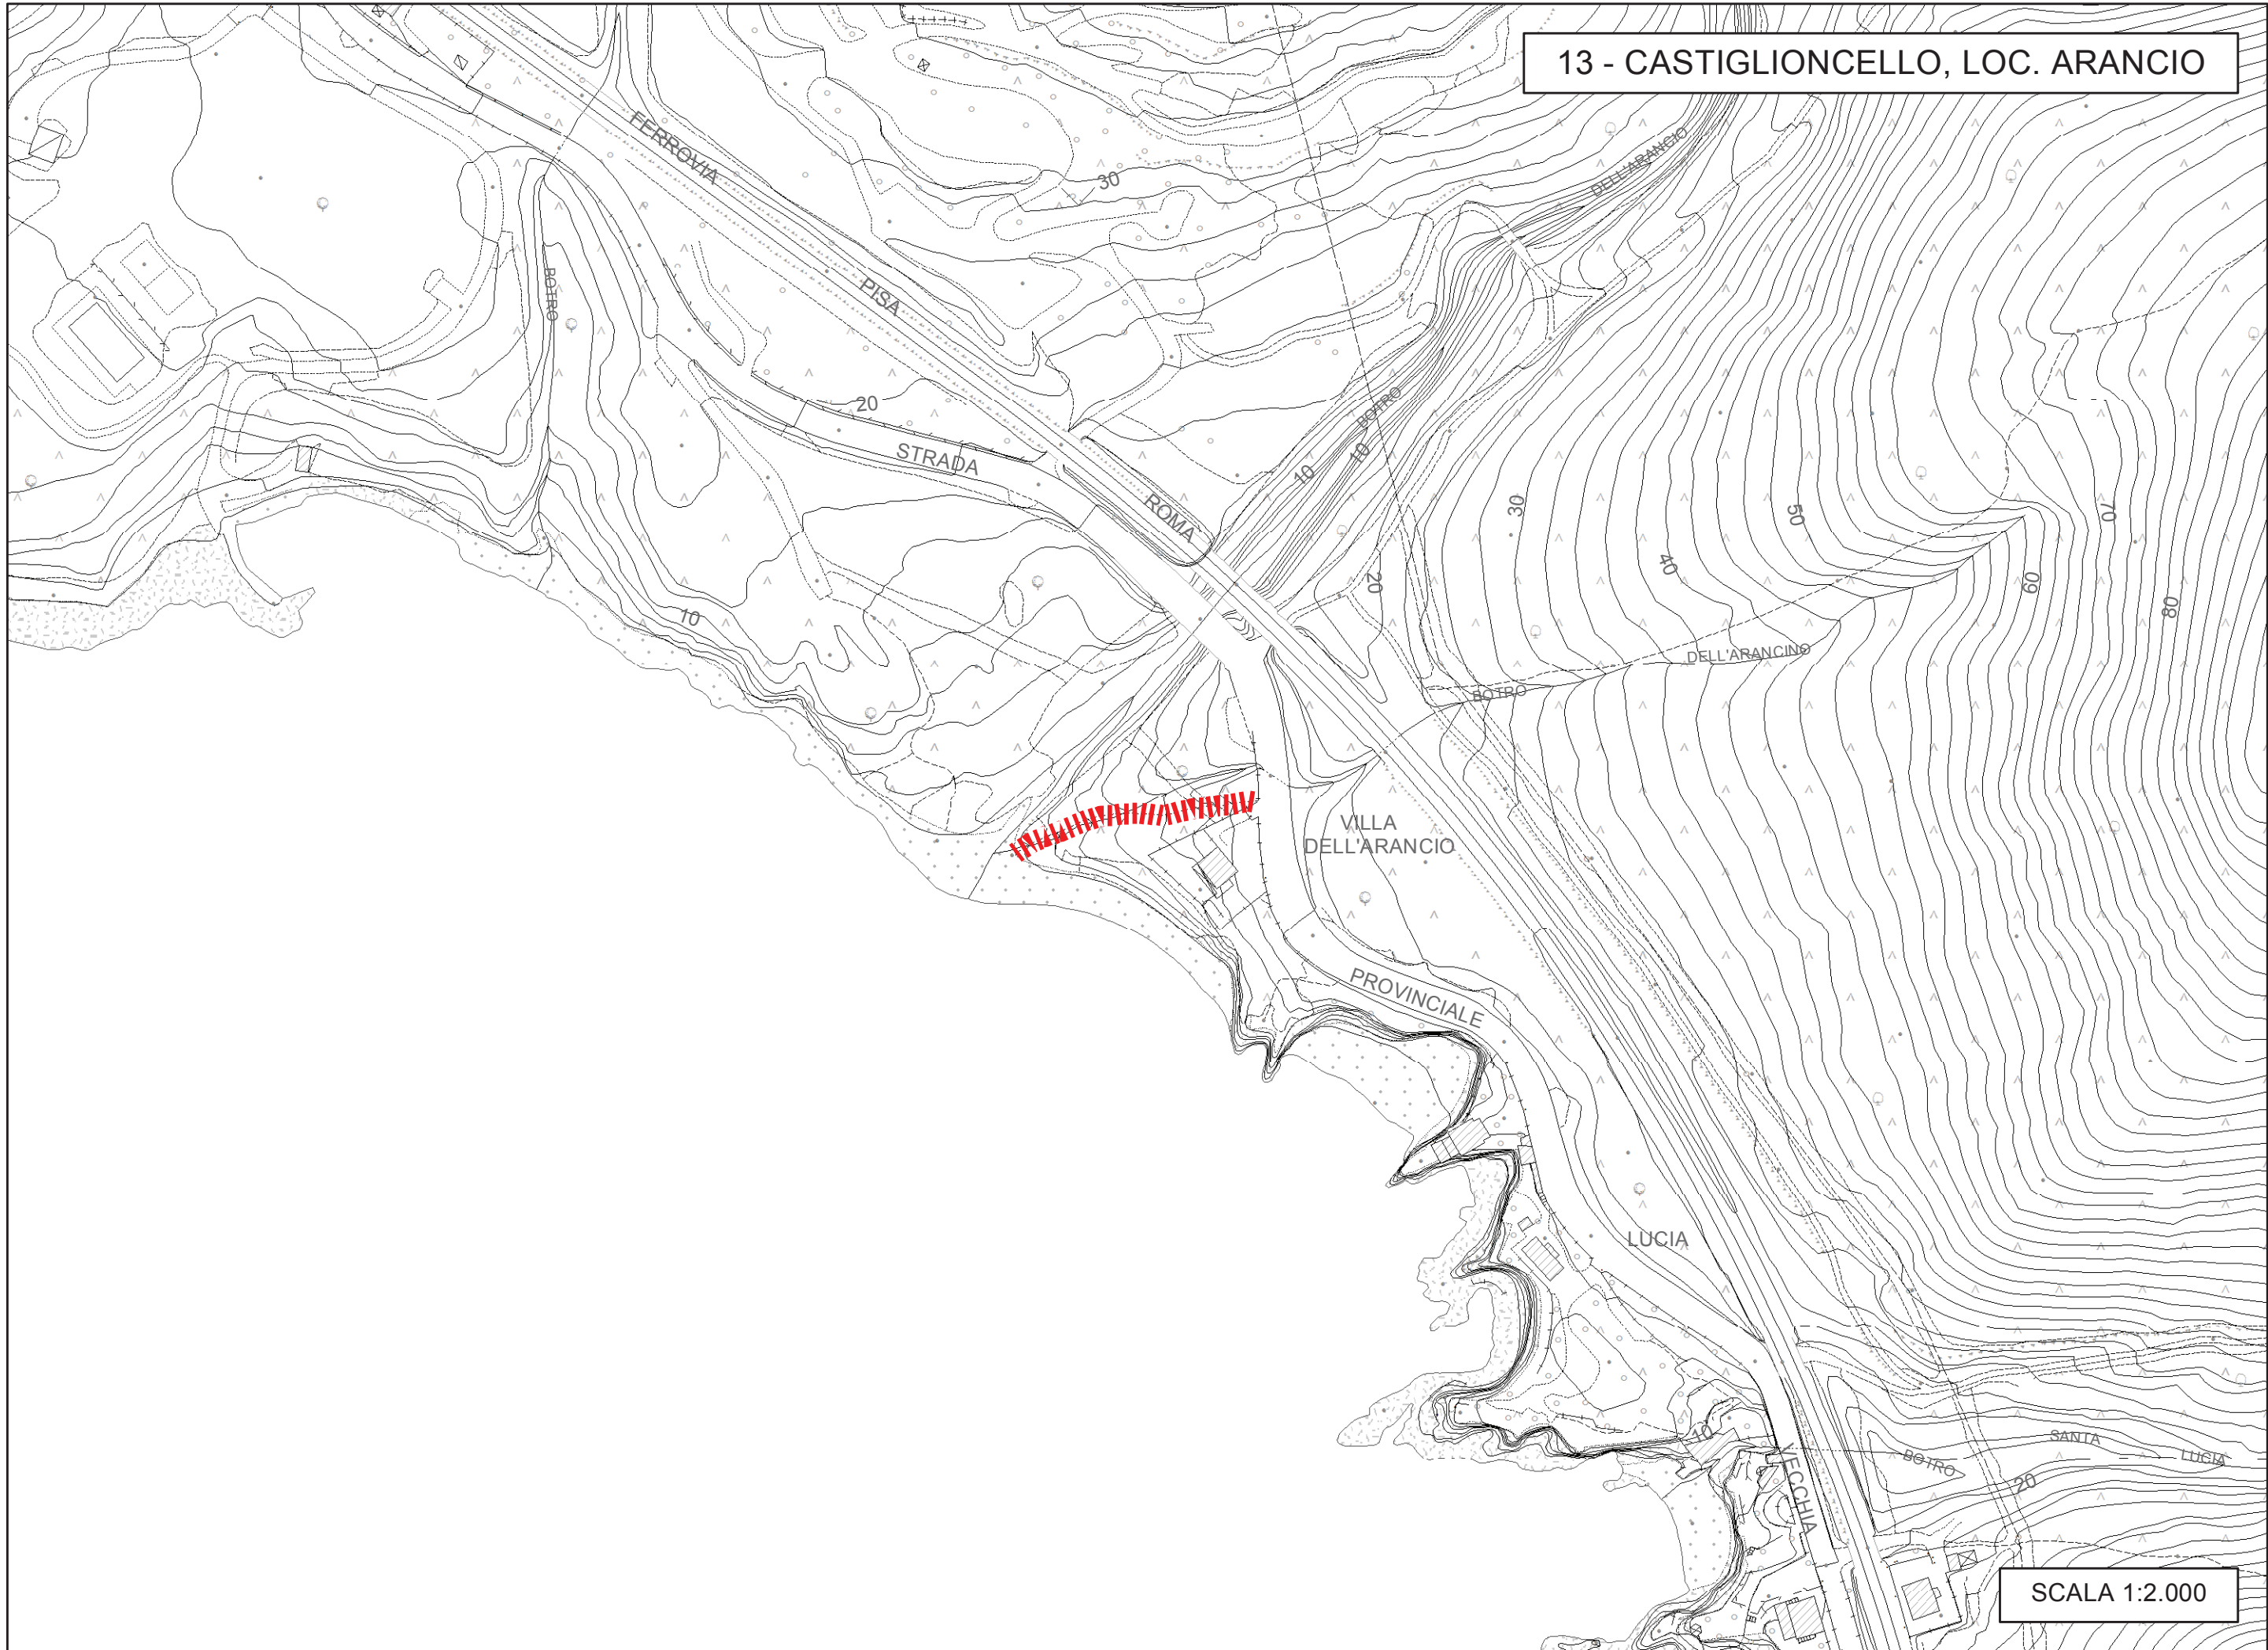 13 - CASTIGLIONCELLO, LOC. ARANCIO
FERROVIA
DELL'ARANCIO
30
PISA
BOTRO
20
BOTRO
STRADA
10
10
ROMA
30
50
70
40
20
60
80
10
DELL'ARANCINO
BOTRO
VILLA
DELL'ARANCIO
PROVINCIALE
LUCIA
10
SANTA
LUCIA
BOTRO
20
VECCHIA
SCALA 1:2.000